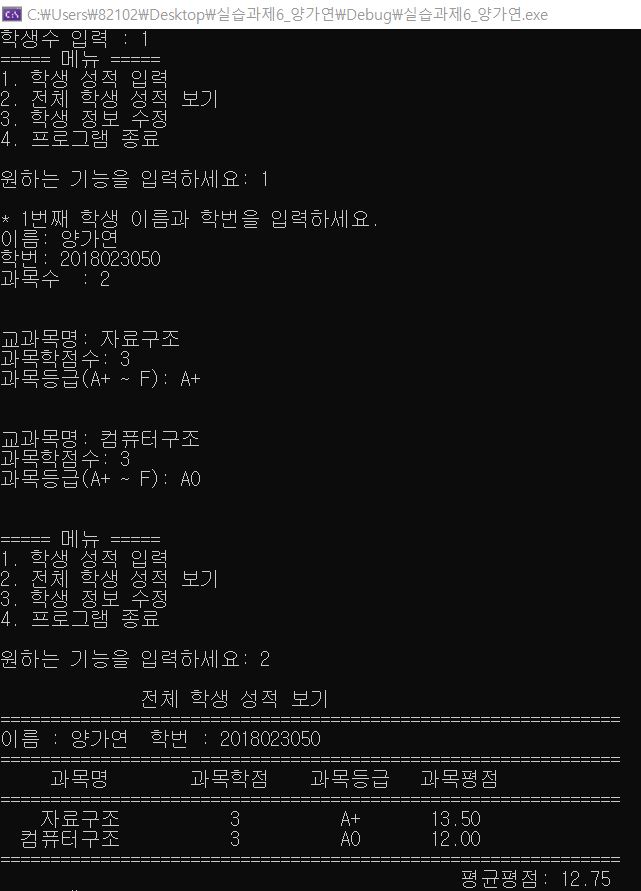 C:₩Users₩82102₩Desktop₩실습과제6_양가연₩Debug₩실습과제6_양가연.exe
학생수 입력 : 1
===== 메뉴 =====
1. 학생 성적 입력
2. 전체 학생 성적 보기
3. 학생 정보 수정
4. 프로그램 종료
원하는 기능을 입력하세요: 1
* 1번째 학생 이름과 학번을 입력하세요.
이름: 양가연
학번: 2018023050
과목수  : 2
교과목명: 자료구조
과목학점수: 3
과목등급(A+ ~ F): A+
교과목명: 컴퓨터구조
과목학점수: 3
과목등급(A+ ~ F): A0
===== 메뉴 =====
1. 학생 성적 입력
2. 전체 학생 성적 보기
3. 학생 정보 수정
4. 프로그램 종료
원하는 기능을 입력하세요: 2
전체 학생 성적 보기
==============================================================
이름 : 양가연  학번 : 2018023050
==============================================================
과목명 과목학점 과목등급 과목평점
==============================================================
자료구조 3 A+ 13.50
컴퓨터구조 3 A0 12.00
==============================================================
평균평점: 12.75